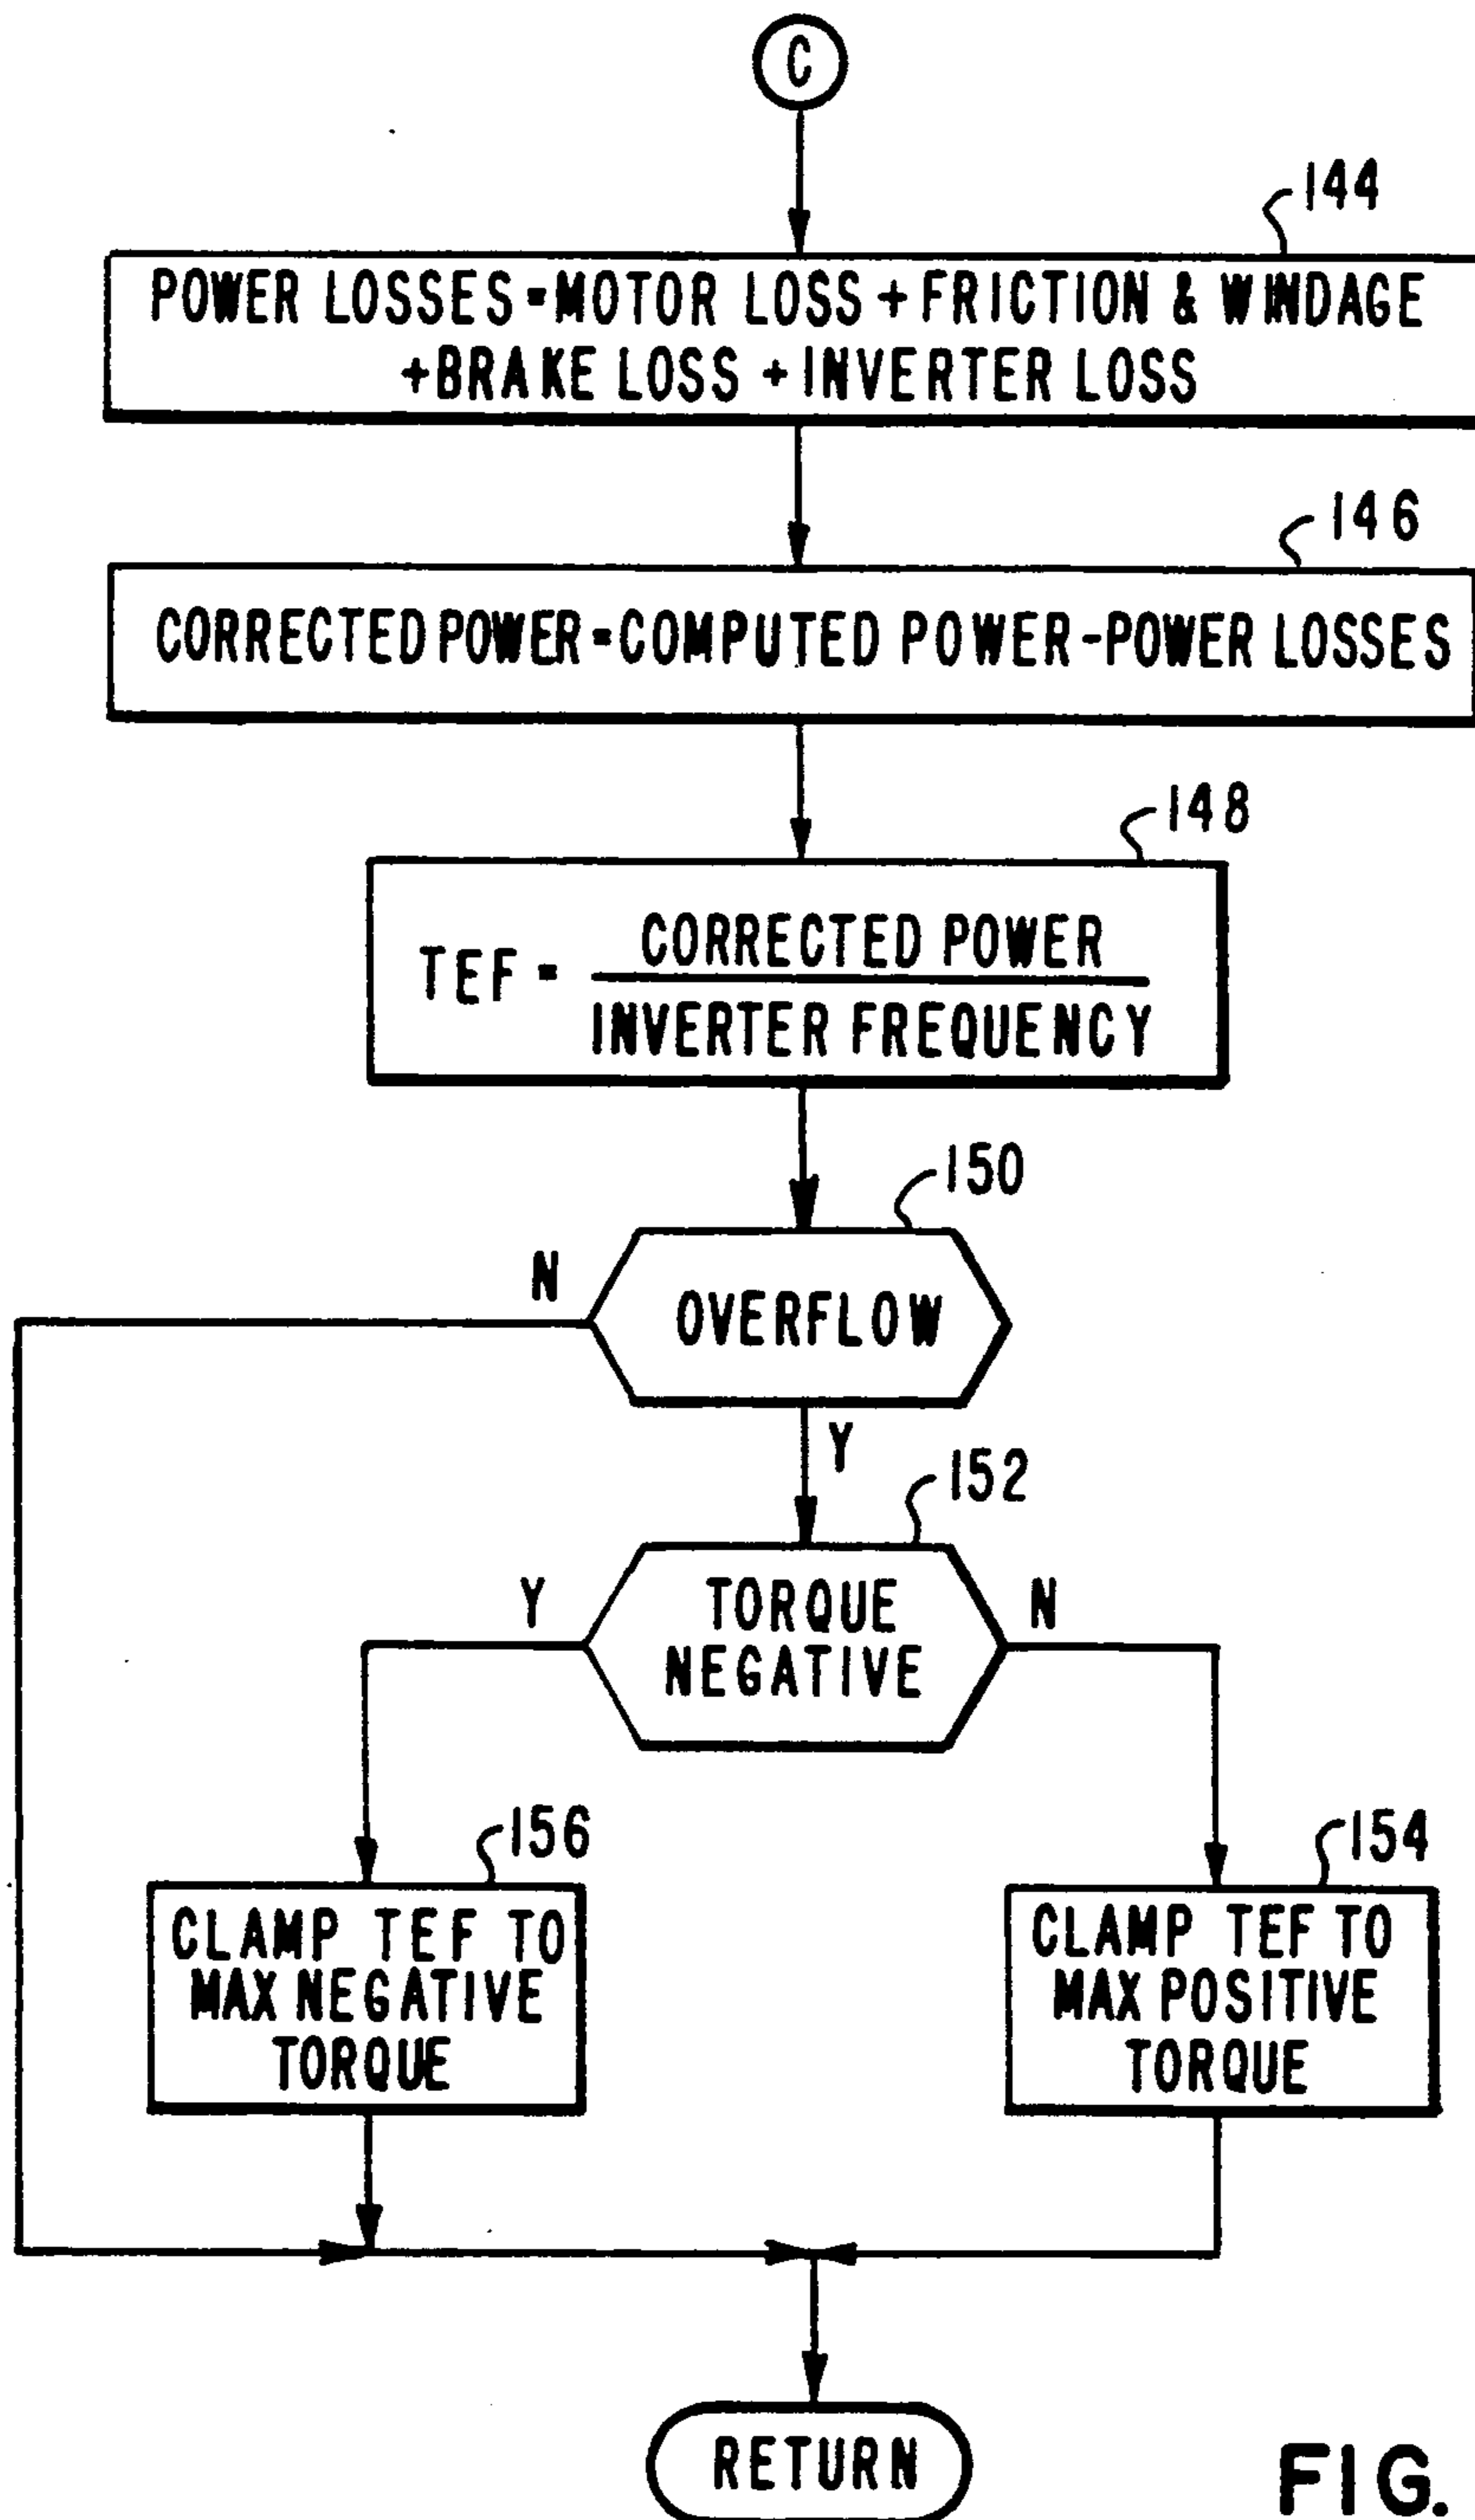 C
144
POWER LOSSES=MOTOR LOSS+FRICTION & WINDAGE
+BRAKE LOSS+INVERTER LOSS
146
CORRECTED POWER=COMPUTED POWER-POWER LOSSES
148
TEF = CORRECTED POWER
INVERTER FREQUENCY
150
N
OVERFLOW
Y
152
Y
TORQUE
N
NEGATIVE
156
154
CLAMP TEF TO
MAX NEGATIVE
TORQUE
CLAMP TEF TO
MAX POSITIVE
TORQUE
RETURN
FIG.